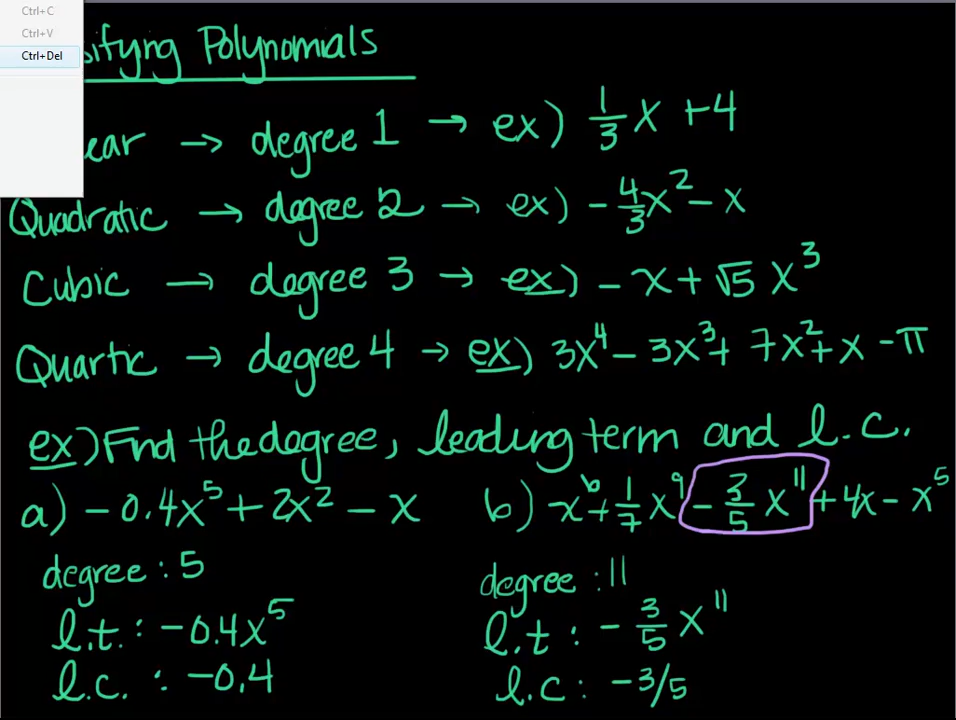 Ctrl+C
Ctrl+V
Ctrl+Del
sifying Polynomials
ear → degree 1 → ex) 1/3 x + 4
Quadratic → degree 2 → ex) - 4/3 x² - x
Cubic → degree 3 → ex) - x + √5 x³
Quartic → degree 4 → ex) 3x⁴ - 3x³ + 7x² + x - π
ex) Find the degree, leading term and l.c.
a) -0.4x⁵ + 2x² - x
degree : 5
l.t. : -0.4x⁵
l.c. : -0.4
b) x⁶ + 1/7 x⁹ - 3/5 x¹¹ + 4x - x⁵
degree : 11
l.t : - 3/5 x¹¹
l.c : -3/5